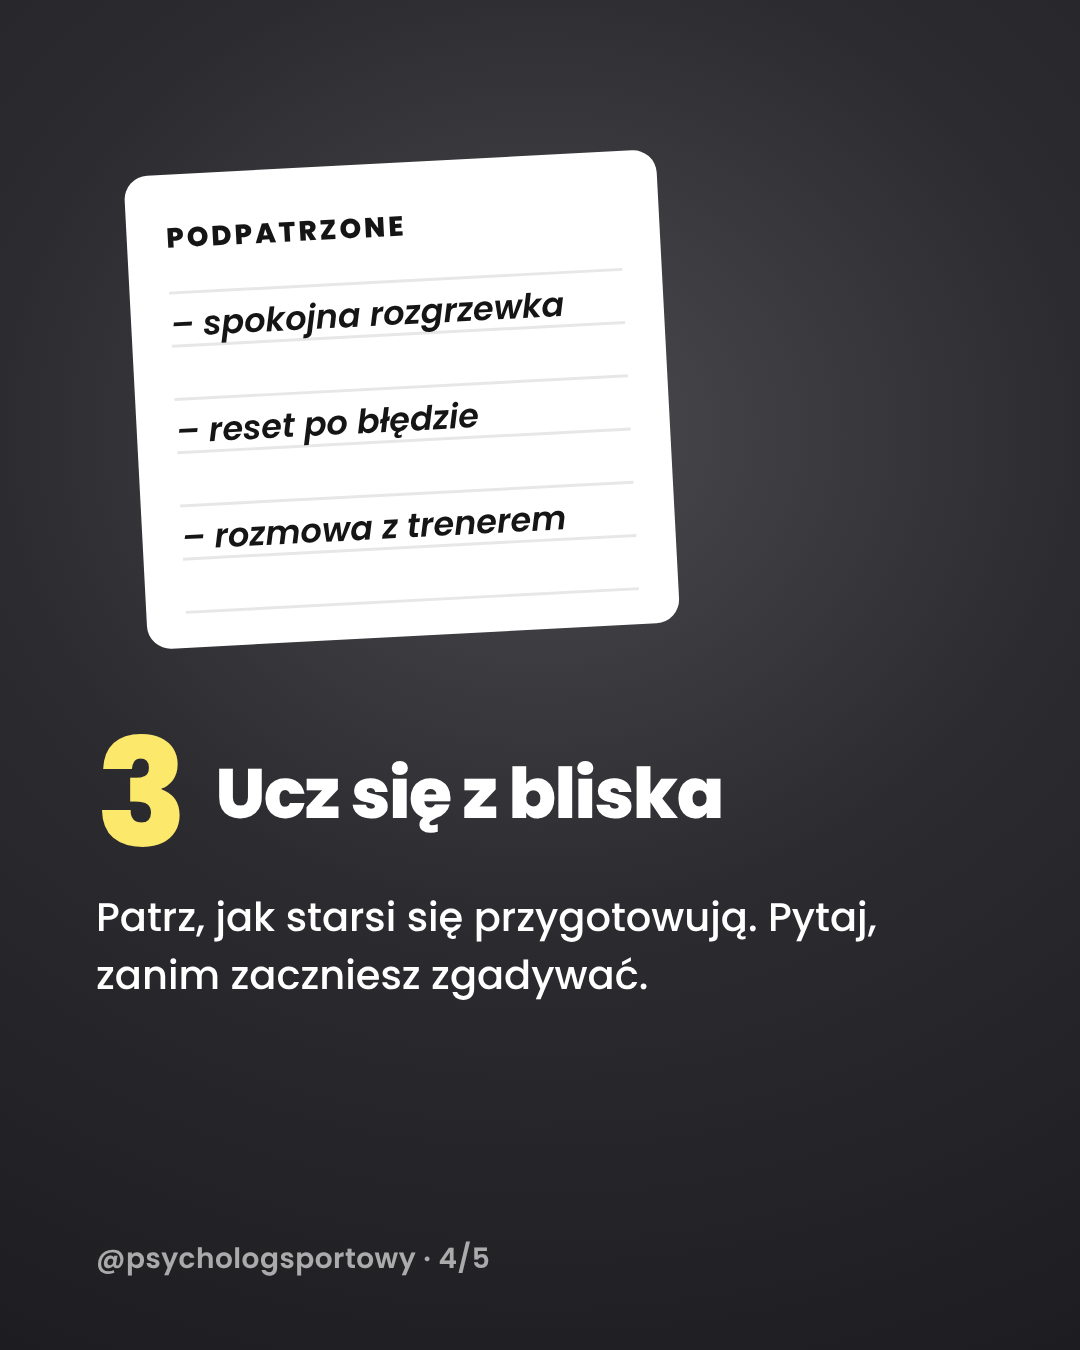 PODPATRZONE
– spokojna rozgrzewka
– reset po błędzie
– rozmowa z trenerem
3 Ucz się z bliska
Patrz, jak starsi się przygotowują. Pytaj,
zanim zaczniesz zgadywać.
@psychologsportowy · 4/5